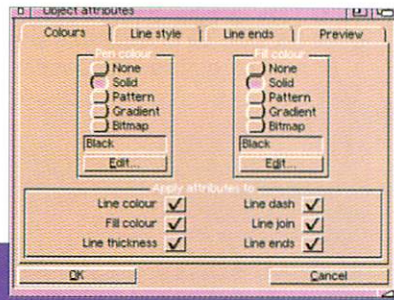 Object attributes
Colours Line style Line ends Preview
Pen colour Fill colour
None None
Solid Solid
Pattern Pattern
Gradient Gradient
Bitmap Bitmap
Black Black
Edit... Edit...
Apply attributes to
Line colour Line dash
Fill colour Line join
Line thickness Line ends
OK Cancel